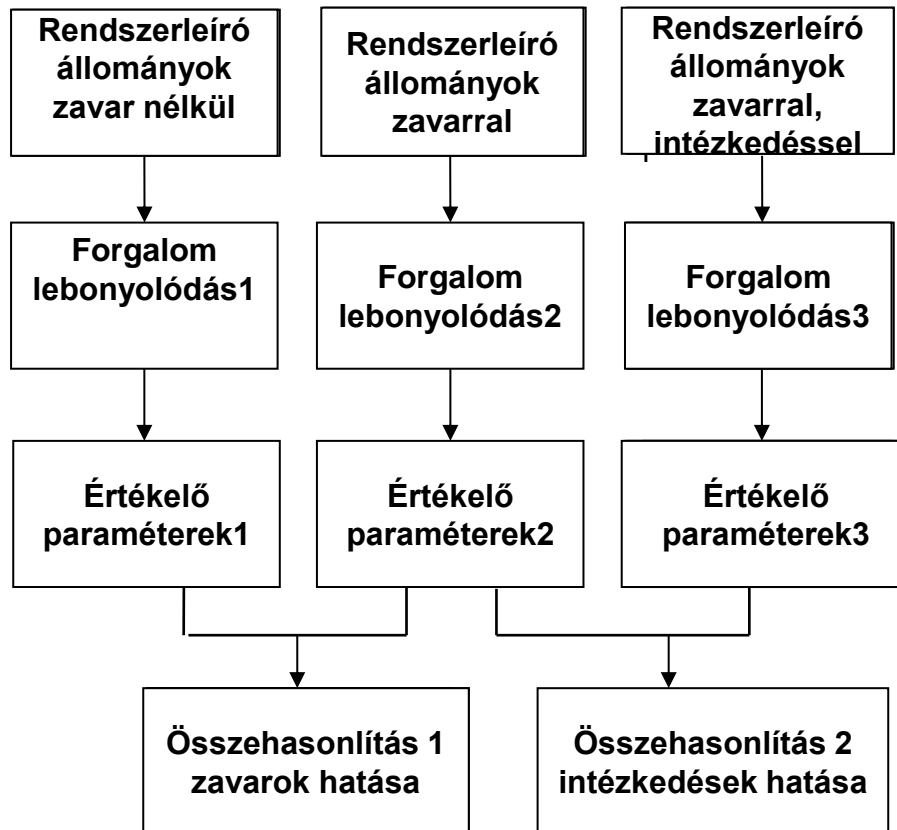 Rendszerleíró
állományok
zavar nélkül
Rendszerleíró
állományok
zavarral
Rendszerleíró
állományok
zavarral,
intézkedéssel
Forgalom
lebonyolódás1
Forgalom
lebonyolódás2
Forgalom
lebonyolódás3
Értékelő
paraméterek1
Értékelő
paraméterek2
Értékelő
paraméterek3
Összehasonlítás 1
zavarok hatása
Összehasonlítás 2
intézkedések hatása